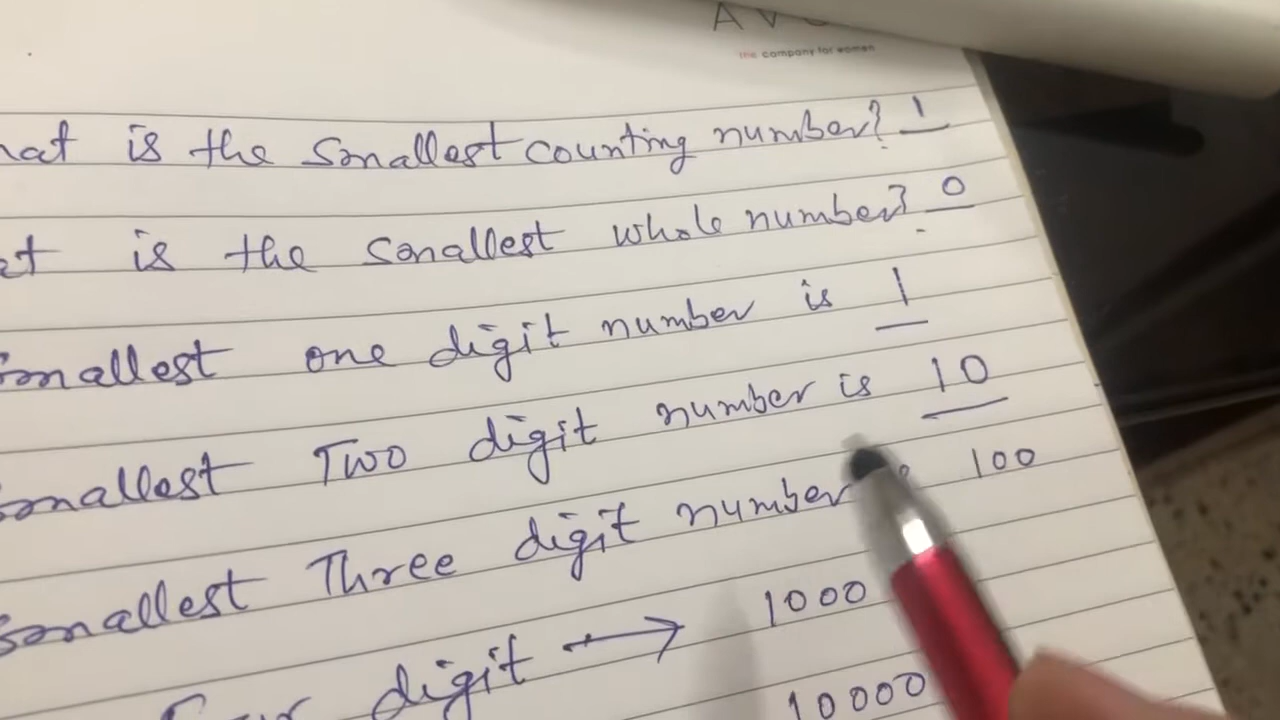 the company for women
is the Smallest counting number? 1
is the smallest whole number? 0
smallest one digit number is 1
smallest Two digit number is 10
smallest Three digit number 100
digit → 1000
10000